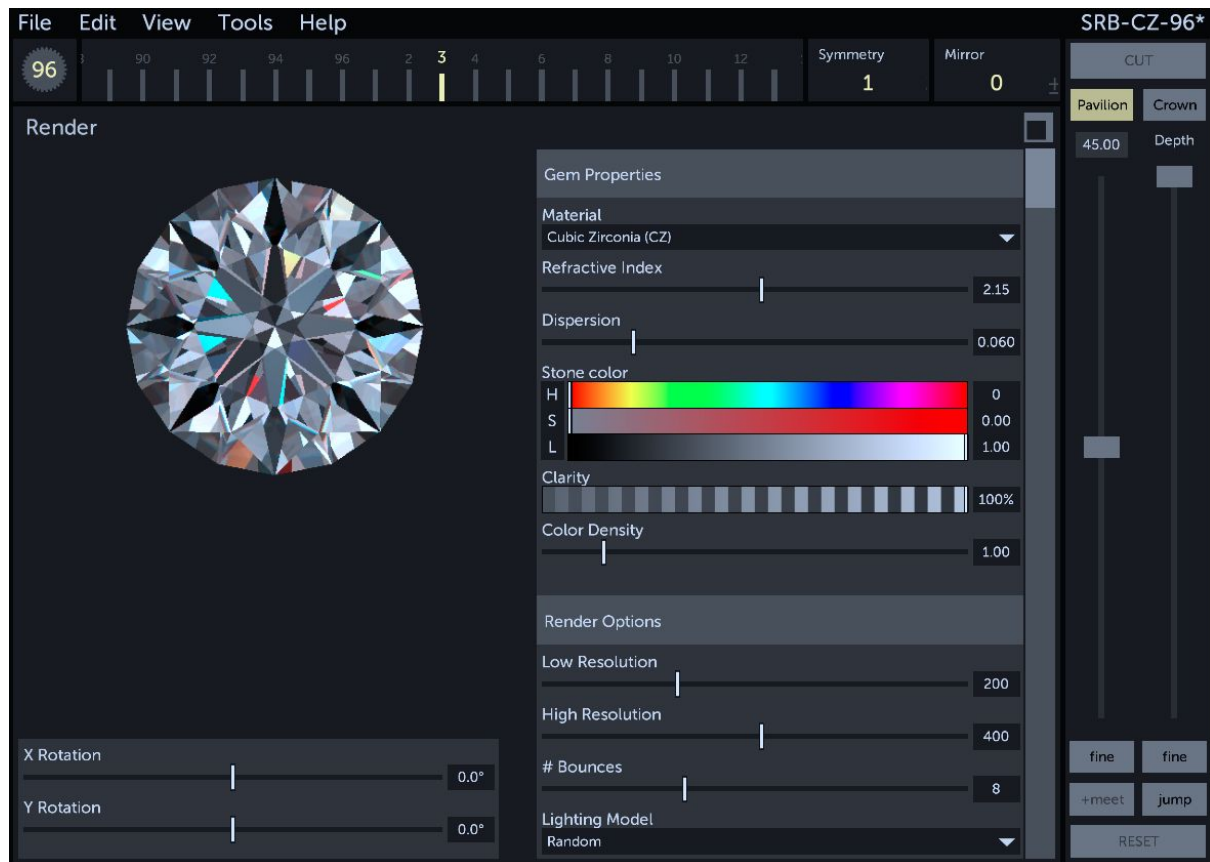 File Edit View Tools Help SRB-CZ-96*
96 90 92 94 96 2 3 4 6 8 10 12
Symmetry
1
Mirror
0
±
CUT
Pavilion Crown
45.00 Depth
Render
Gem Properties
Material
Cubic Zirconia (CZ)
Refractive Index
2.15
Dispersion
0.060
Stone color
H 0
S 0.00
L 1.00
Clarity
100%
Color Density
1.00
Render Options
Low Resolution
200
High Resolution
400
# Bounces
8
Lighting Model
Random
X Rotation
0.0°
Y Rotation
0.0°
fine fine
+meet jump
RESET